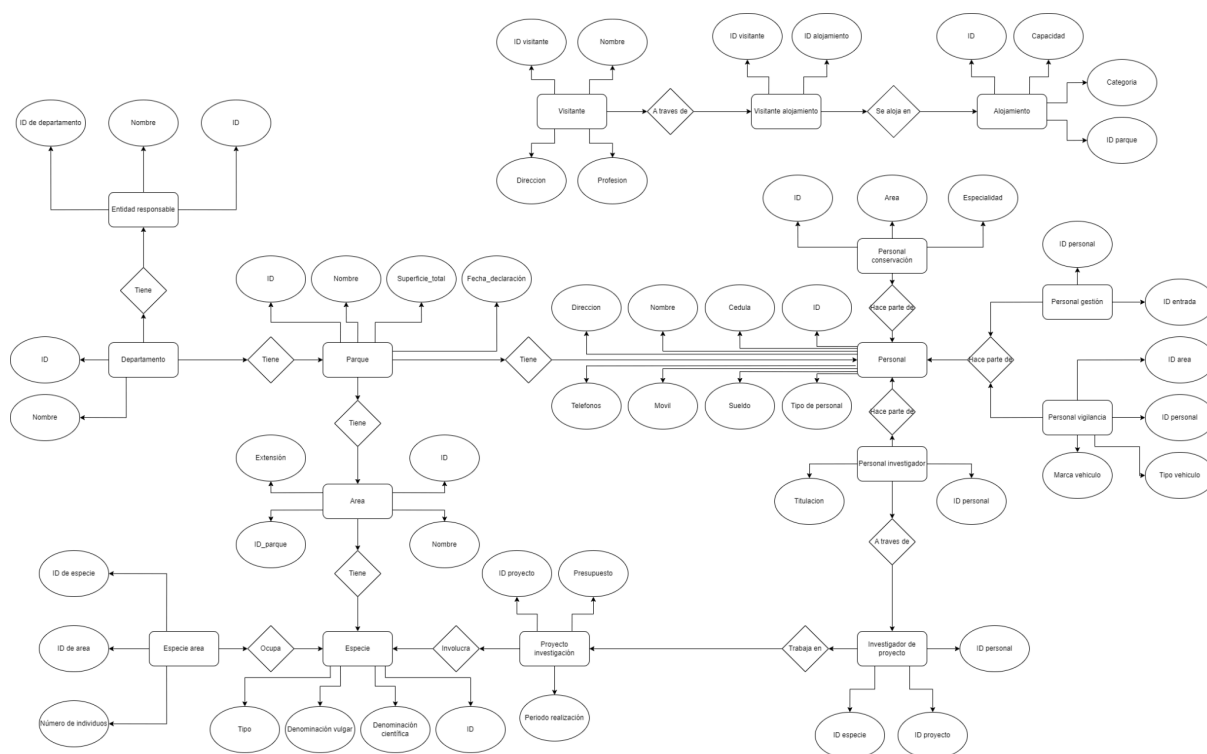 ID visitante
Nombre
ID visitante
ID alojamiento
ID
Capacidad
Categoria
Visitante
A traves de
Visitante alojamiento
Se aloja en
Alojamiento
ID parque
Direccion
Profesion
ID de departamento
Nombre
ID
Entidad responsable
Tiene
ID
Area
Especialidad
Personal
conservación
ID personal
Personal gestión
ID entrada
Hace parte de
ID
Nombre
Superficie_total
Fecha_declaración
Direccion
Nombre
Cedula
ID
ID
Departamento
Tiene
Parque
Tiene
Personal
Hace parte de
ID area
Nombre
Telefonos
Movil
Sueldo
Tipo de personal
Hace parte de
Personal vigilancia
ID personal
Tiene
Marca vehiculo
Tipo vehiculo
Extensión
ID
Personal investigador
Area
Titulacion
ID personal
ID_parque
Nombre
A traves de
Tiene
ID de especie
ID proyecto
Presupuesto
ID de area
Especie area
Ocupa
Especie
Involucra
Proyecto
investigación
Trabaja en
Investigador de
proyecto
ID personal
Número de individuos
Tipo
Denominación vulgar
Denominación
científica
ID
Periodo realización
ID especie
ID proyecto